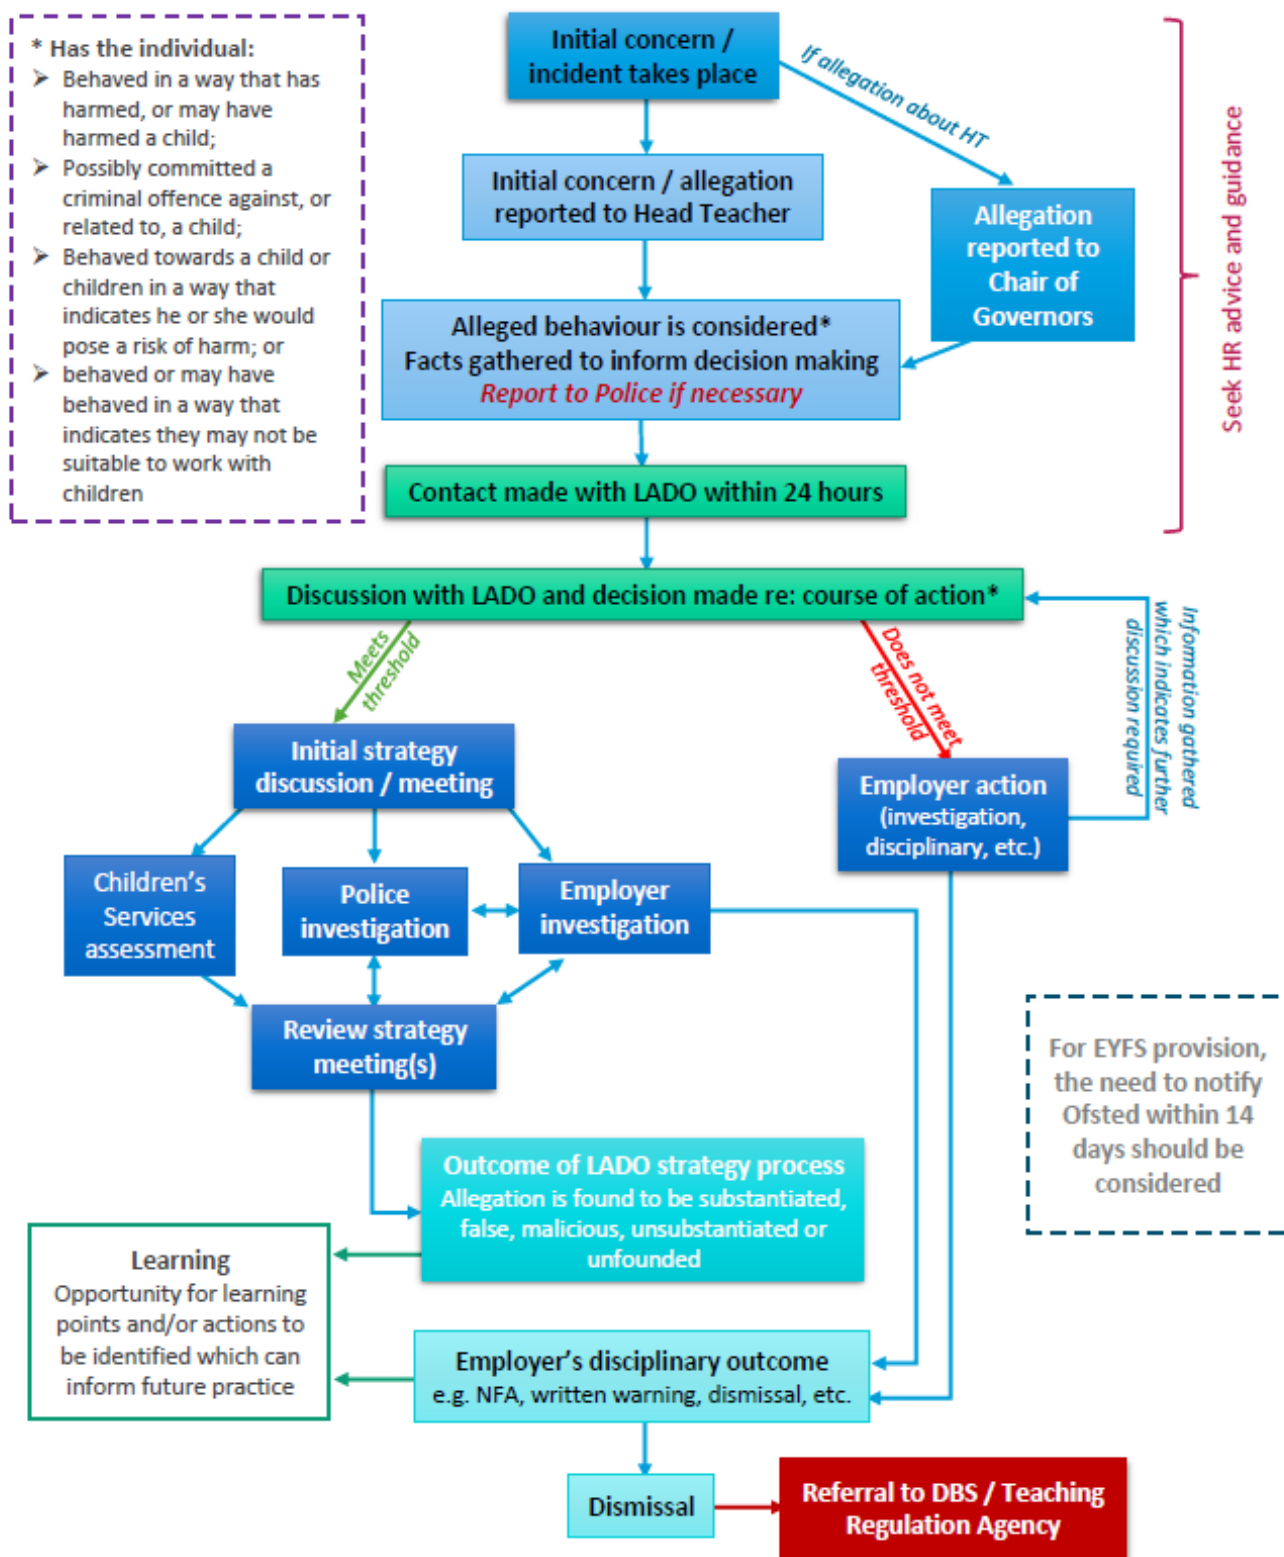 * Has the individual:
➤ Behaved in a way that has
harmed, or may have
harmed a child;
➤ Possibly committed a
criminal offence against, or
related to, a child;
➤ Behaved towards a child or
children in a way that
indicates he or she would
pose a risk of harm; or
➤ behaved or may have
behaved in a way that
indicates they may not be
suitable to work with
children
Initial concern /
incident takes place
If allegation about HT
Initial concern / allegation
reported to Head Teacher
Allegation
reported to
Chair of
Governors
Seek HR advice and guidance
Alleged behaviour is considered*
Facts gathered to inform decision making
Report to Police if necessary
Contact made with LADO within 24 hours
Discussion with LADO and decision made re: course of action*
Meets
threshold
Does not meet
threshold
Information gathered
which indicates further
discussion required
Initial strategy
discussion / meeting
Employer action
(investigation,
disciplinary, etc.)
Children's
Services
assessment
Police
investigation
Employer
investigation
Review strategy
meeting(s)
For EYFS provision,
the need to notify
Ofsted within 14
days should be
considered
Outcome of LADO strategy process
Allegation is found to be substantiated,
false, malicious, unsubstantiated or
unfounded
Learning
Opportunity for learning
points and/or actions to
be identified which can
inform future practice
Employer's disciplinary outcome
e.g. NFA, written warning, dismissal, etc.
Dismissal
Referral to DBS / Teaching
Regulation Agency